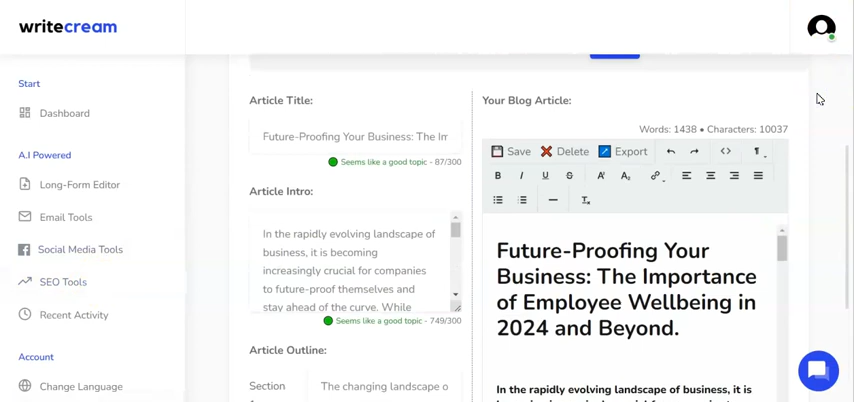 writecream
Start
Dashboard
A.I Powered
Long-Form Editor
Email Tools
Social Media Tools
SEO Tools
Recent Activity
Account
Change Language
Article Title:
Future-Proofing Your Business: The Im
Seems like a good topic - 87/300
Article Intro:
In the rapidly evolving landscape of
business, it is becoming
increasingly crucial for companies
to future-proof themselves and
stay ahead of the curve. While
Seems like a good topic - 749/300
Article Outline:
Section
The changing landscape o
Your Blog Article:
Words: 1438 • Characters: 10037
Save Delete Export
Future-Proofing Your
Business: The Importance
of Employee Wellbeing in
2024 and Beyond.
In the rapidly evolving landscape of business, it is